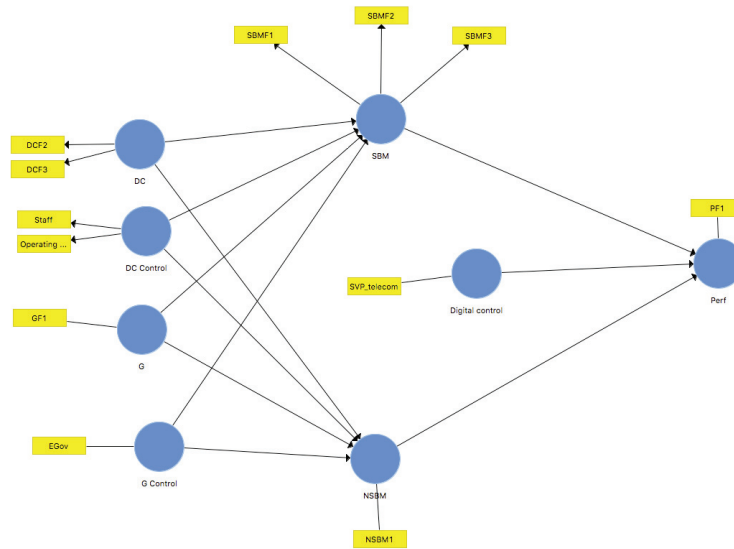 SBMF2
SBMF1
SBMF3
SBM
DCF2
DCF3
DC
Staff
Operating ...
DC Control
PF1
Perf
SVP_telecom
Digital control
GF1
G
EGov
G Control
NSBM
NSBM1